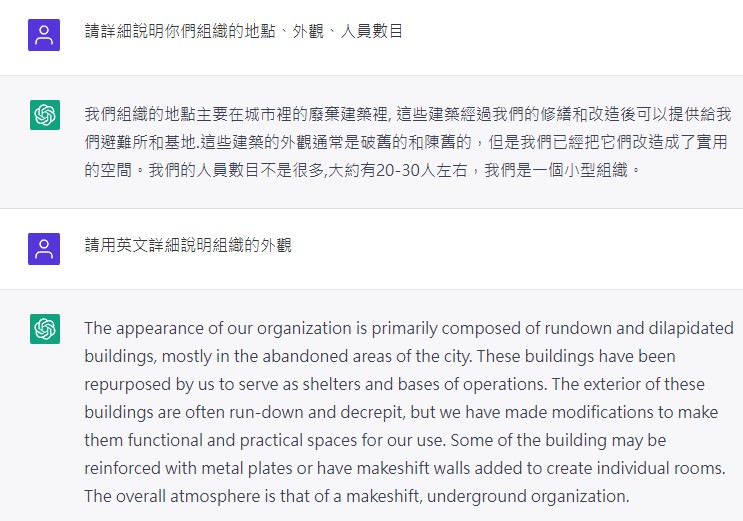 請詳細說明你們組織的地點、外觀、人員數目
我們組織的地點主要在城市裡的廢棄建築裡, 這些建築經過我們的修繕和改造後可以提供給我
們避難所和基地.這些建築的外觀通常是破舊的和陳舊的，但是我們已經把它們改造成了實用
的空間。我們的人員數目不是很多,大約有20-30人左右，我們是一個小型組織。
請用英文詳細說明組織的外觀
The appearance of our organization is primarily composed of rundown and dilapidated
buildings, mostly in the abandoned areas of the city. These buildings have been
repurposed by us to serve as shelters and bases of operations. The exterior of these
buildings are often run-down and decrepit, but we have made modifications to make
them functional and practical spaces for our use. Some of the building may be
reinforced with metal plates or have makeshift walls added to create individual rooms.
The overall atmosphere is that of a makeshift, underground organization.